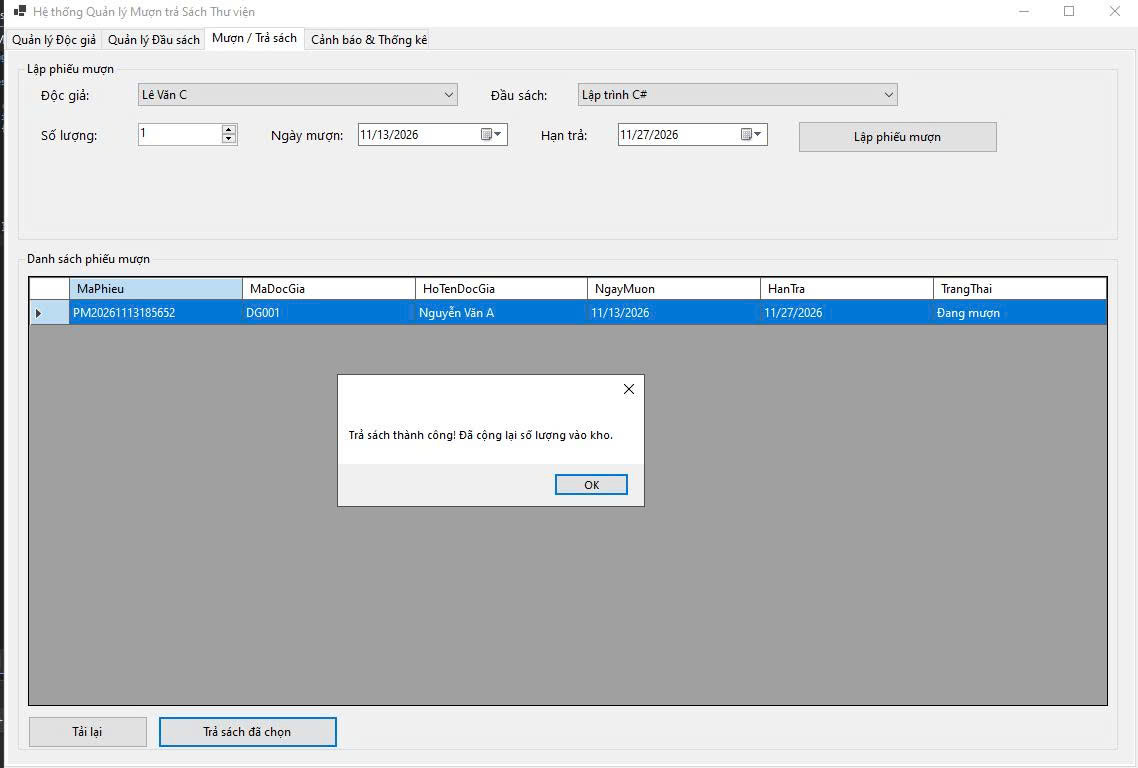 Hệ thống Quản lý Mượn trả Sách Thư viện
Quản lý Độc giả Quản lý Đầu sách Mượn / Trả sách Cảnh báo & Thống kê
Lập phiếu mượn
Độc giả: Lê Văn C Đầu sách: Lập trình C#
Số lượng: 1 Ngày mượn: 11/13/2026 Hạn trả: 11/27/2026 Lập phiếu mượn
Danh sách phiếu mượn
MaPhieu MaDocGia HoTenDocGia NgayMuon HanTra TrangThai
PM20261113185652 DG001 Nguyễn Văn A 11/13/2026 11/27/2026 Đang mượn
Trả sách thành công! Đã cộng lại số lượng vào kho.
OK
Tải lại Trả sách đã chọn